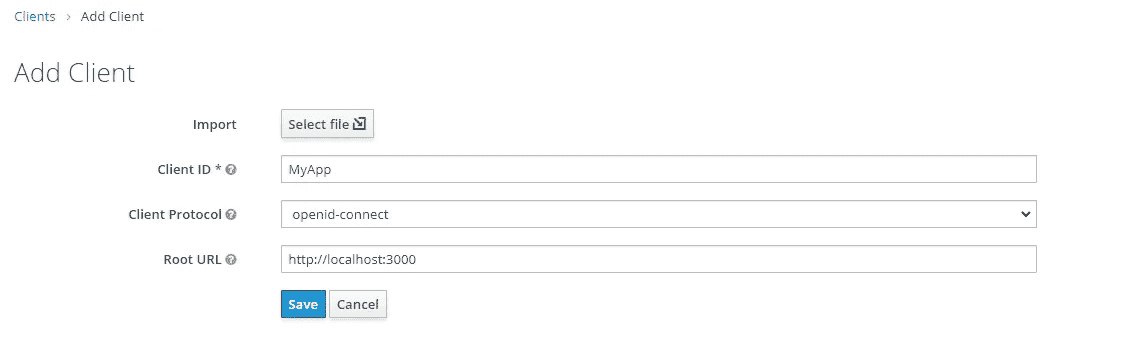 Clients > Add Client
Add Client
Import Select file
Client ID * MyApp
Client Protocol openid-connect
Root URL http://localhost:3000
Save Cancel